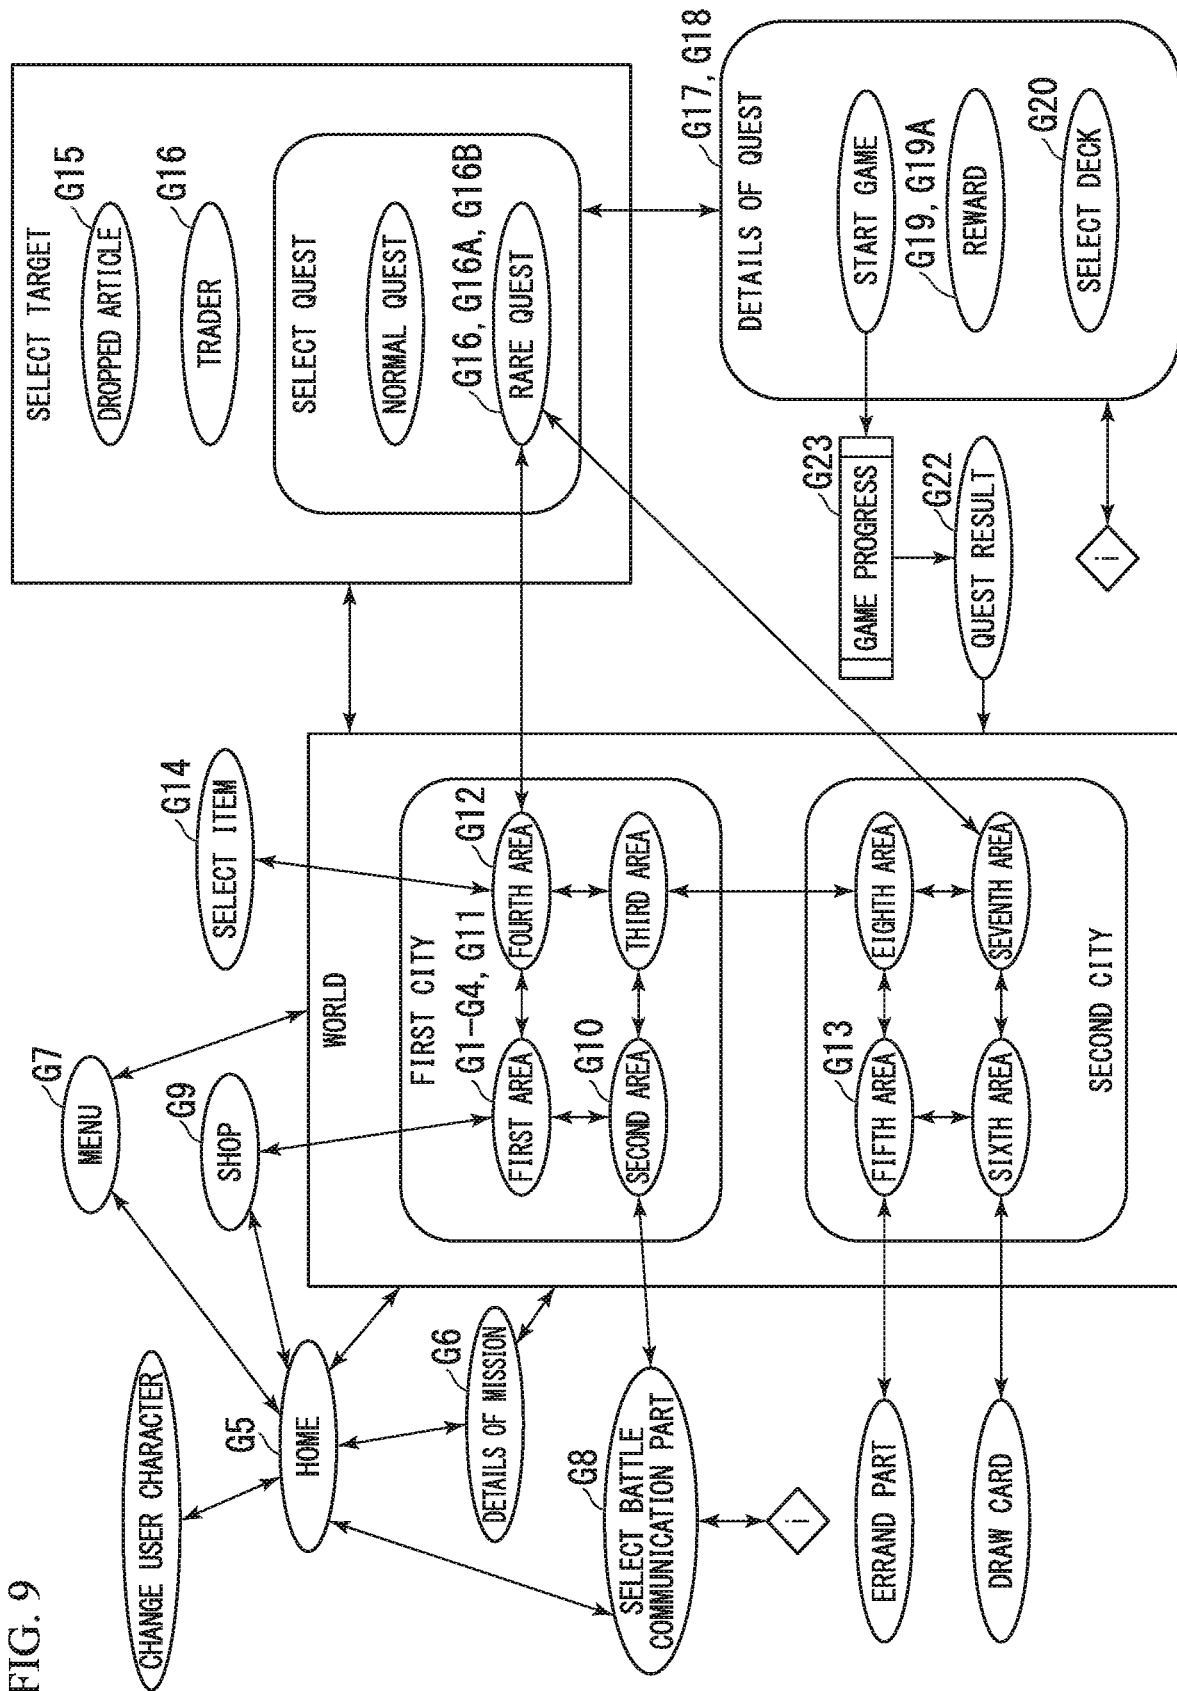 FIG. 9
CHANGE USER CHARACTER
G5
HOME
G7
MENU
G9
SHOP
G6
DETAILS OF MISSION
G8
SELECT BATTLE
COMMUNICATION PART
i
ERRAND PART
DRAW CARD
G14
SELECT ITEM
WORLD
FIRST CITY
G1-G4, G11
FIRST AREA
G12
FOURTH AREA
G10
SECOND AREA
THIRD AREA
G13
FIFTH AREA
EIGHTH AREA
SIXTH AREA
SEVENTH AREA
SECOND CITY
SELECT TARGET
G15
DROPPED ARTICLE
G16
TRADER
SELECT QUEST
NORMAL QUEST
G16, G16A, G16B
RARE QUEST
G17, G18
DETAILS OF QUEST
START GAME
G19, G19A
REWARD
G20
SELECT DECK
G23
GAME PROGRESS
G22
QUEST RESULT
i